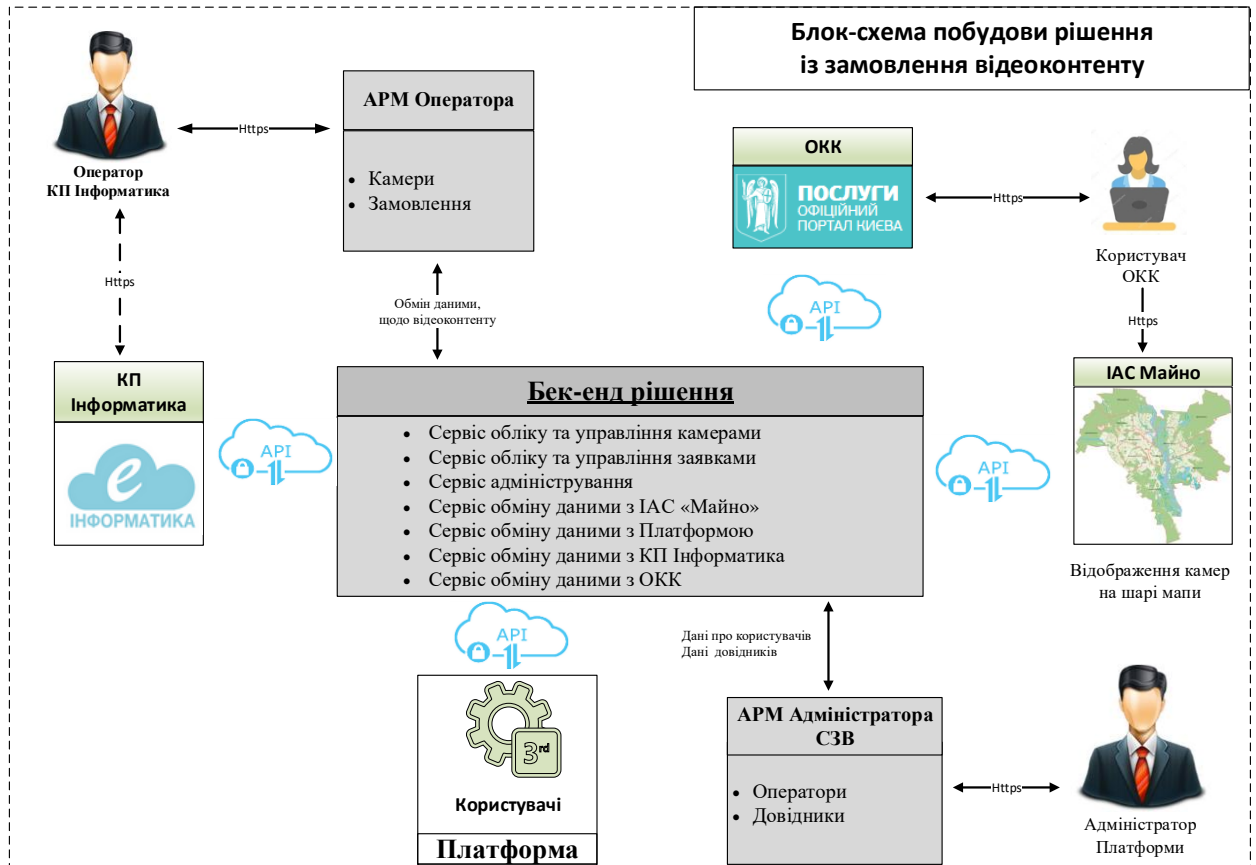 Блок-схема побудови рішення
із замовлення відеоконтенту
Оператор
КП Інформатика
Https
АРМ Оператора
• Камери
• Замовлення
ОКК
ПОСЛУГИ
ОФІЦІЙНИЙ
ПОРТАЛ КИЄВА
Https
Користувач
ОКК
Https
Обмін даними,
щодо відеоконтенту
API
Https
КП
Інформатика
e
ІНФОРМАТИКА
API
Бек-енд рішення
• Сервіс обліку та управління камерами
• Сервіс обліку та управління заявками
• Сервіс адміністрування
• Сервіс обміну даними з ІАС «Майно»
• Сервіс обміну даними з Платформою
• Сервіс обміну даними з КП Інформатика
• Сервіс обміну даними з ОКК
API
ІАС Майно
Відображення камер
на шарі мапи
API
Дані про користувачів
Дані довідників
3rd
Користувачі
Платформа
АРМ Адміністратора
СЗВ
• Оператори
• Довідники
Https
Адміністратор
Платформи